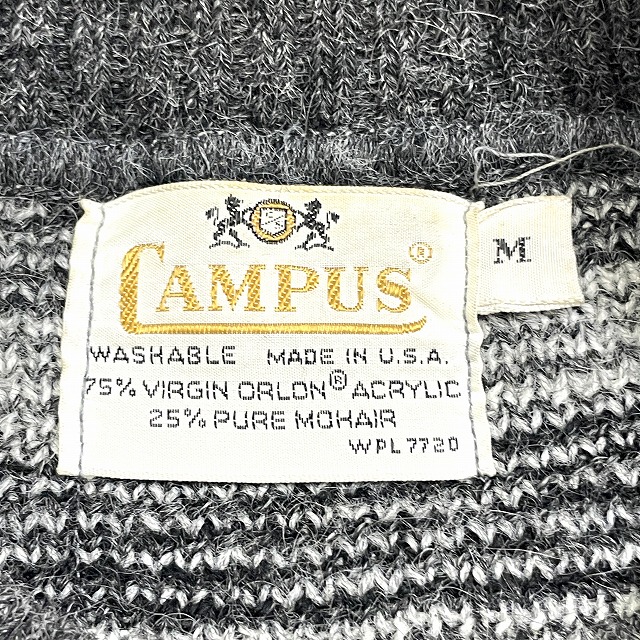 CAMPUS®
M
WASHABLE MADE IN U.S.A.
75% VIRGIN ORLON® ACRYLIC
25% PURE MOHAIR
WPL 7720